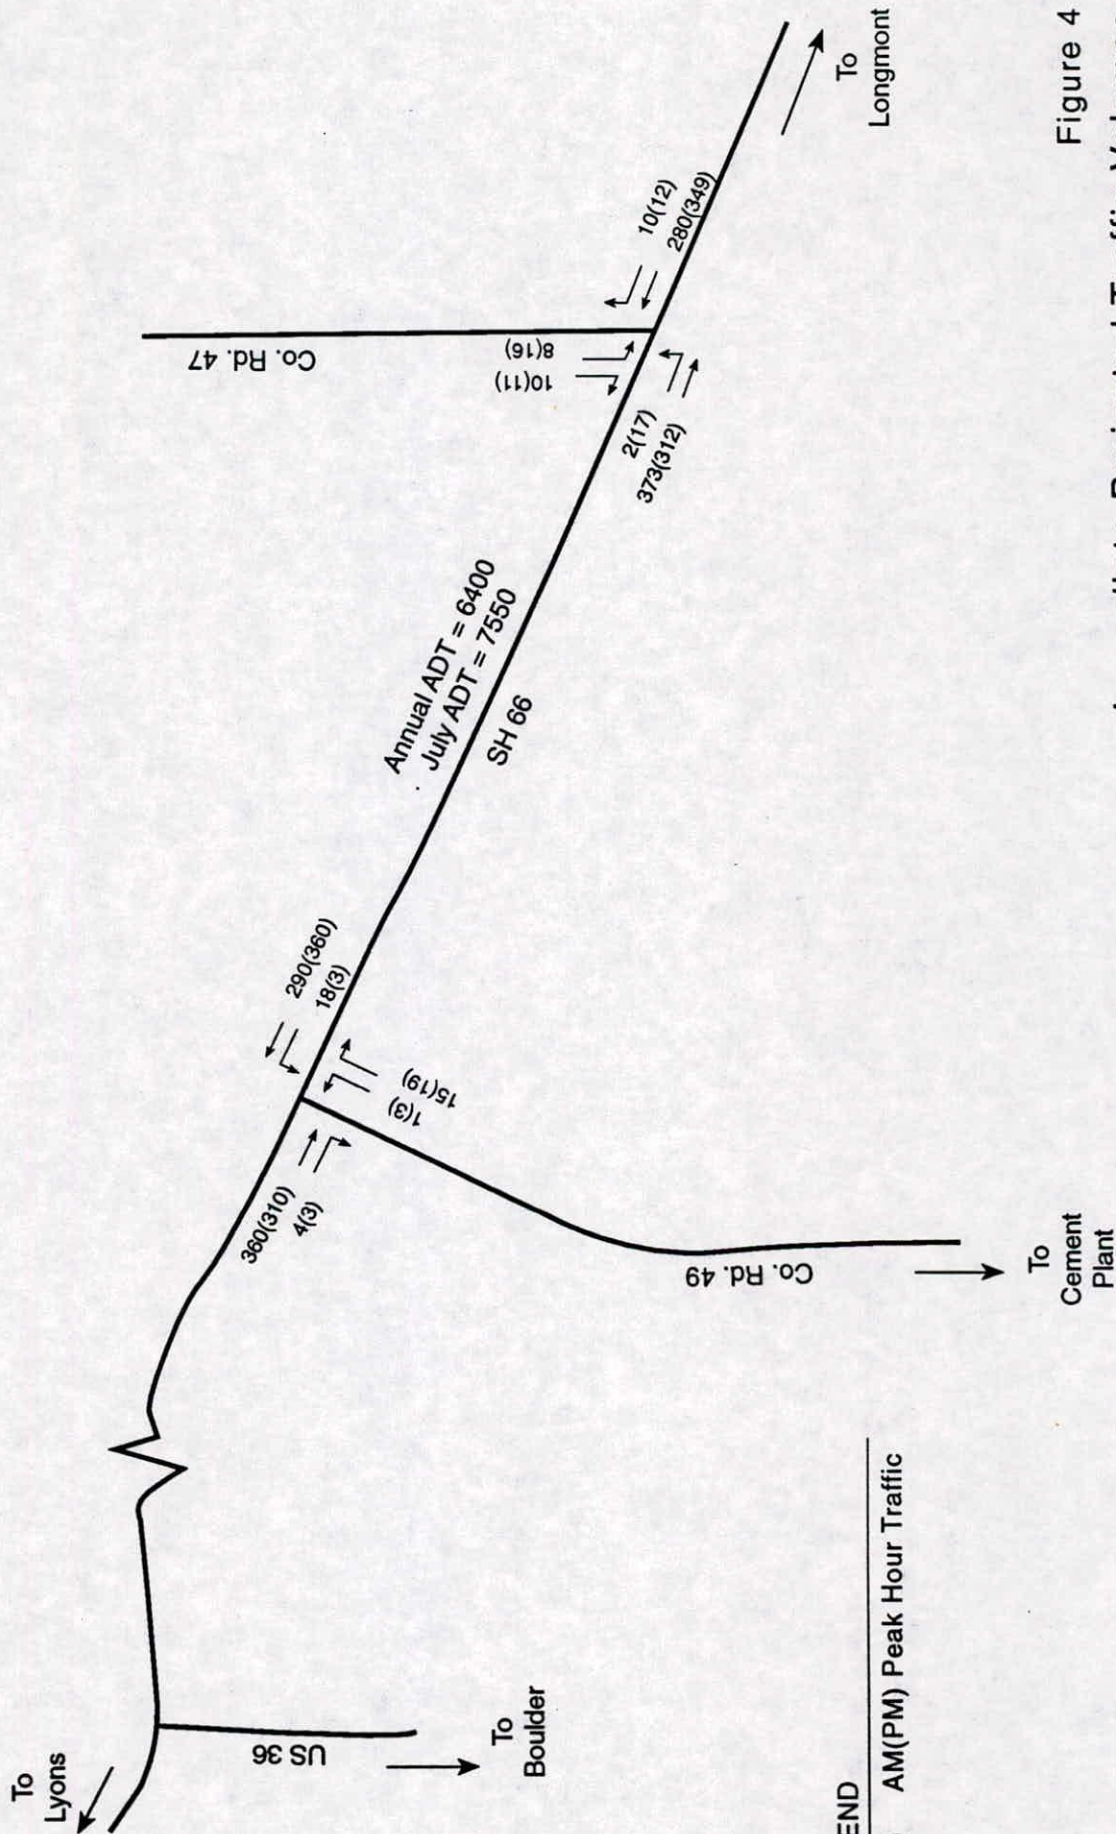 To
Lyons
US 36
To
Boulder
360(310)
4(3)
290(360)
18(3)
1(3)
15(19)
Co. Rd. 49
To
Cement
Plant
Annual ADT = 6400
July ADT = 7550
SH 66
Co. Rd. 47
10(11)
8(16)
2(17)
373(312)
10(12)
280(349)
To
Longmont
AM(PM) Peak Hour Traffic
Figure 4